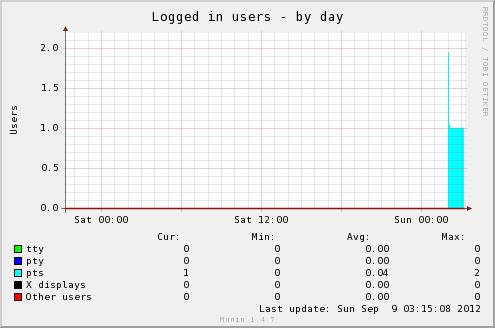 Logged in users - by day
RRDTOOL / TOBI OETIKER
Users
2.0
1.5
1.0
0.5
0.0
Sat 00:00 Sat 12:00 Sun 00:00
Cur: Min: Avg: Max:
tty 0 0 0.00 0
pty 0 0 0.00 0
pts 1 0 0.04 2
X displays 0 0 0.00 0
Other users 0 0 0.00 0
Last update: Sun Sep 9 03:15:08 2012
Munin 1.4.7